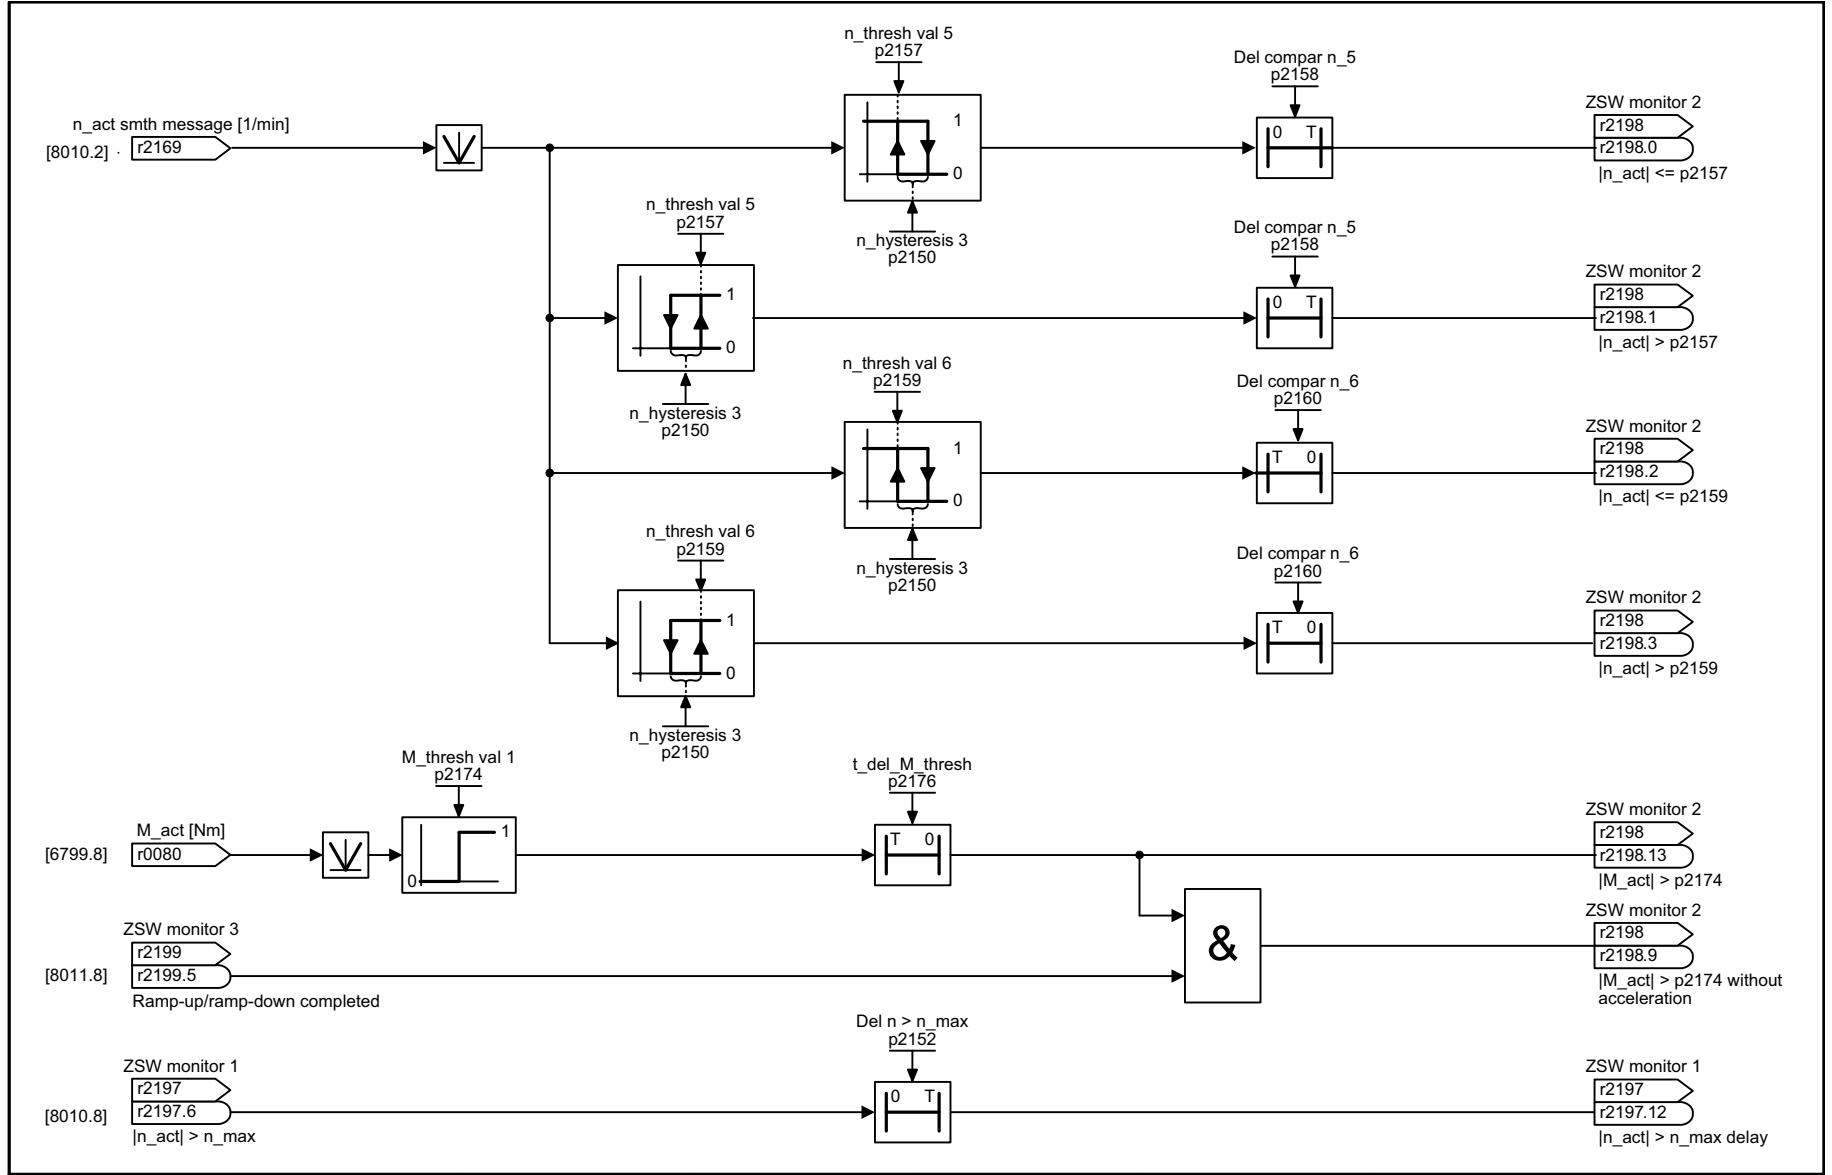 n_thresh val 5
p2157
Del compar n_5
p2158
n_act smth message [1/min]
[8010.2] .
r2169
1
0
0 T
ZSW monitor 2
r2198
r2198.0
|n_act| <= p2157
n_hysteresis 3
p2150
n_thresh val 5
p2157
1
0
n_hysteresis 3
p2150
Del compar n_5
p2158
0 T
ZSW monitor 2
r2198
r2198.1
|n_act| > p2157
n_thresh val 6
p2159
1
0
n_hysteresis 3
p2150
Del compar n_6
p2160
T 0
ZSW monitor 2
r2198
r2198.2
|n_act| <= p2159
n_thresh val 6
p2159
1
0
n_hysteresis 3
p2150
Del compar n_6
p2160
T 0
ZSW monitor 2
r2198
r2198.3
|n_act| > p2159
M_thresh val 1
p2174
M_act [Nm]
[6799.8]
r0080
1
0
t_del_M_thresh
p2176
T 0
ZSW monitor 2
r2198
r2198.13
|M_act| > p2174
ZSW monitor 3
r2199
[8011.8]
r2199.5
Ramp-up/ramp-down completed
&
ZSW monitor 2
r2198
r2198.9
|M_act| > p2174 without
acceleration
Del n > n_max
p2152
ZSW monitor 1
r2197
[8010.8]
r2197.6
|n_act| > n_max
0 T
ZSW monitor 1
r2197
r2197.12
|n_act| > n_max delay